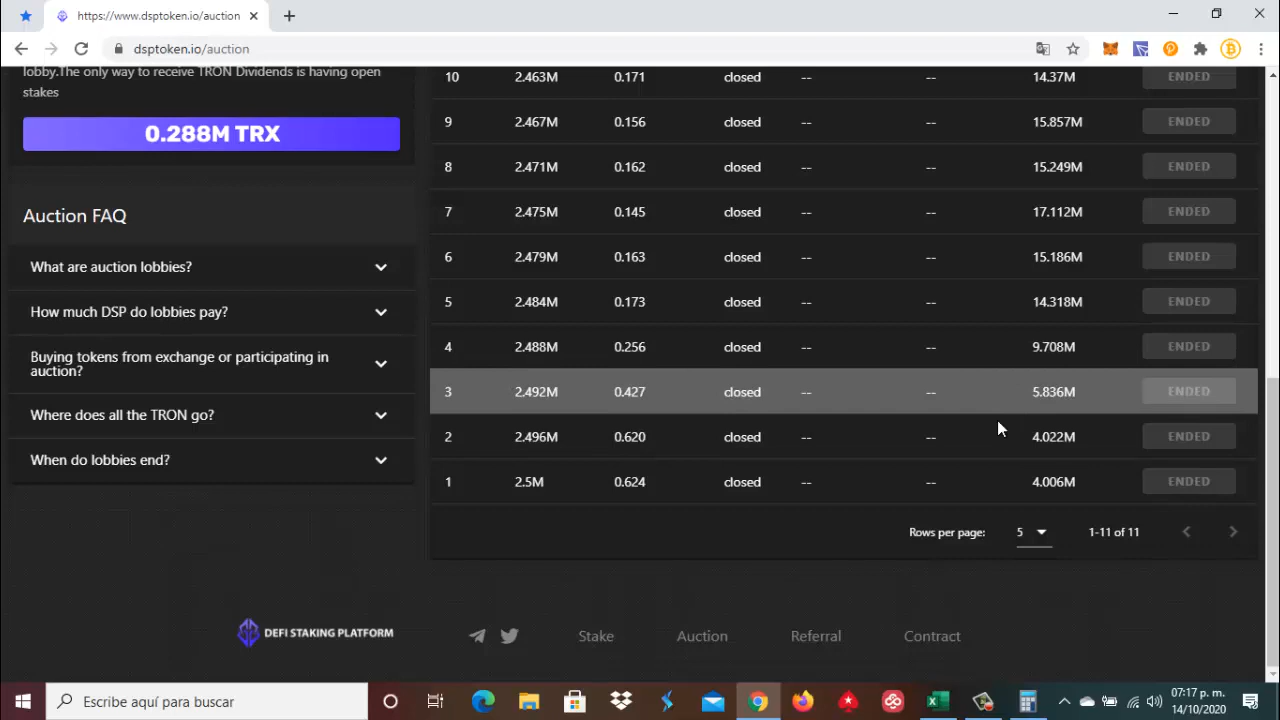 https://www.dsptoken.io/auction
dsptoken.io/auction
lobby.The only way to receive TRON Dividends is having open
stakes
0.288M TRX
Auction FAQ
What are auction lobbies?
How much DSP do lobbies pay?
Buying tokens from exchange or participating in
auction?
Where does all the TRON go?
When do lobbies end?
10 2.463M 0.171 closed -- -- 14.37M ENDED
9 2.467M 0.156 closed -- -- 15.857M ENDED
8 2.471M 0.162 closed -- -- 15.249M ENDED
7 2.475M 0.145 closed -- -- 17.112M ENDED
6 2.479M 0.163 closed -- -- 15.186M ENDED
5 2.484M 0.173 closed -- -- 14.318M ENDED
4 2.488M 0.256 closed -- -- 9.708M ENDED
3 2.492M 0.427 closed -- -- 5.836M ENDED
2 2.496M 0.620 closed -- -- 4.022M ENDED
1 2.5M 0.624 closed -- -- 4.006M ENDED
Rows per page: 5 1-11 of 11
DEFI STAKING PLATFORM
Stake Auction Referral Contract
Escribe aquí para buscar
07:17 p. m.
14/10/2020